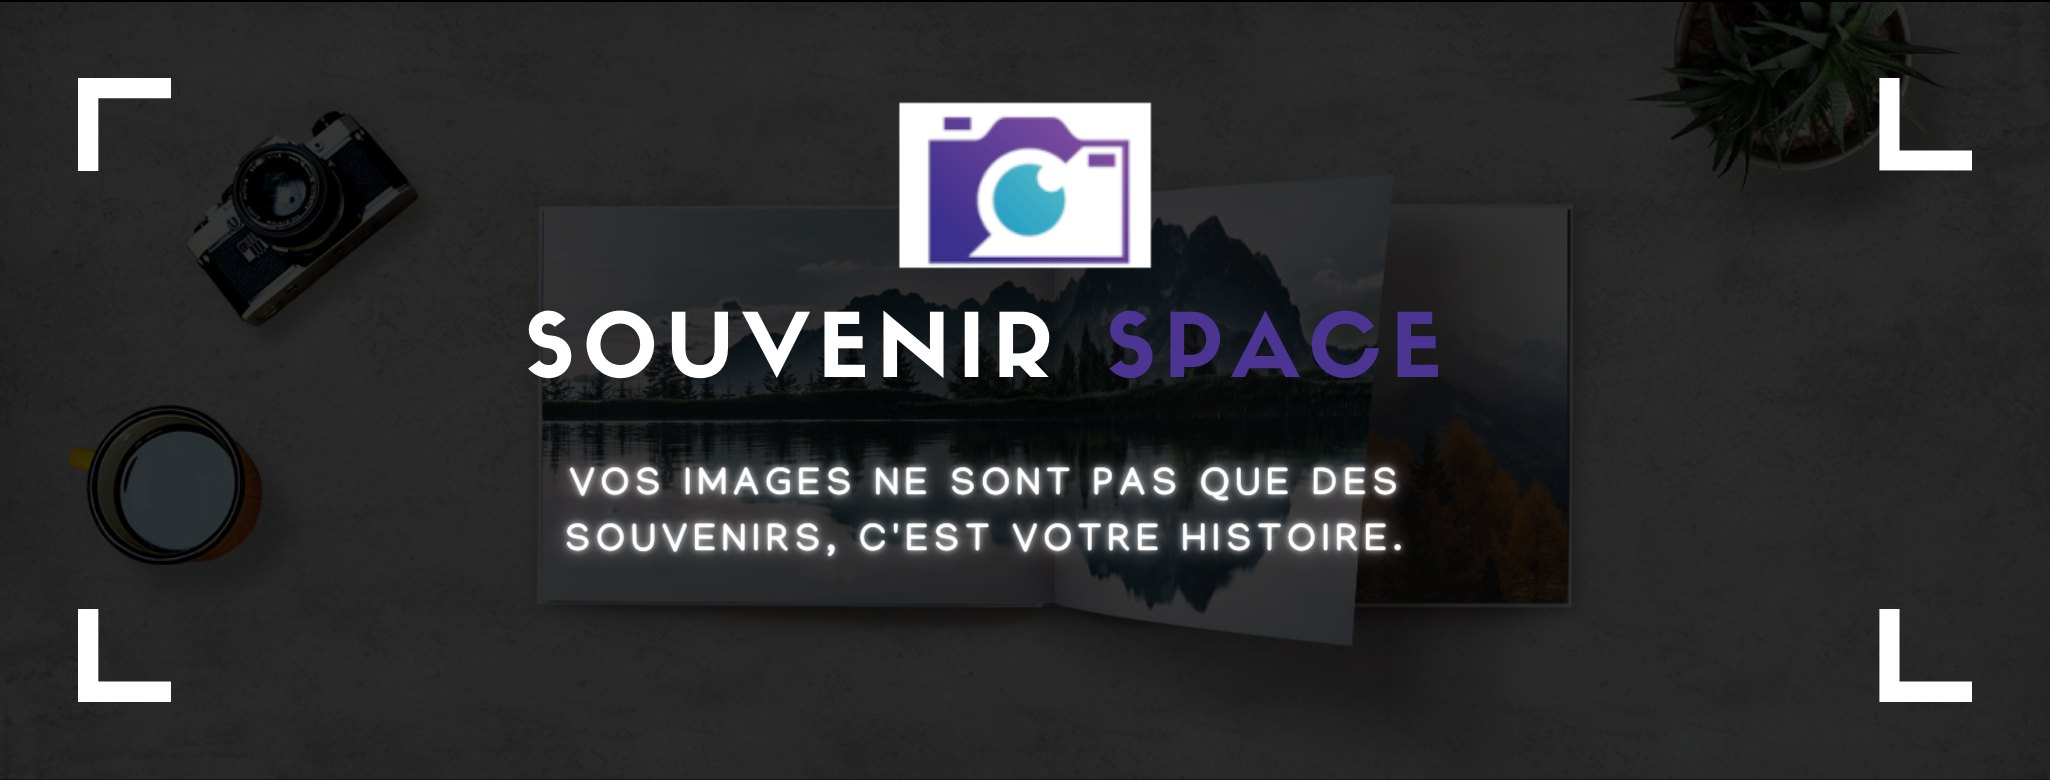 SOUVENIR SPACE
VOS IMAGES NE SONT PAS QUE DES
SOUVENIRS, C'EST VOTRE HISTOIRE.